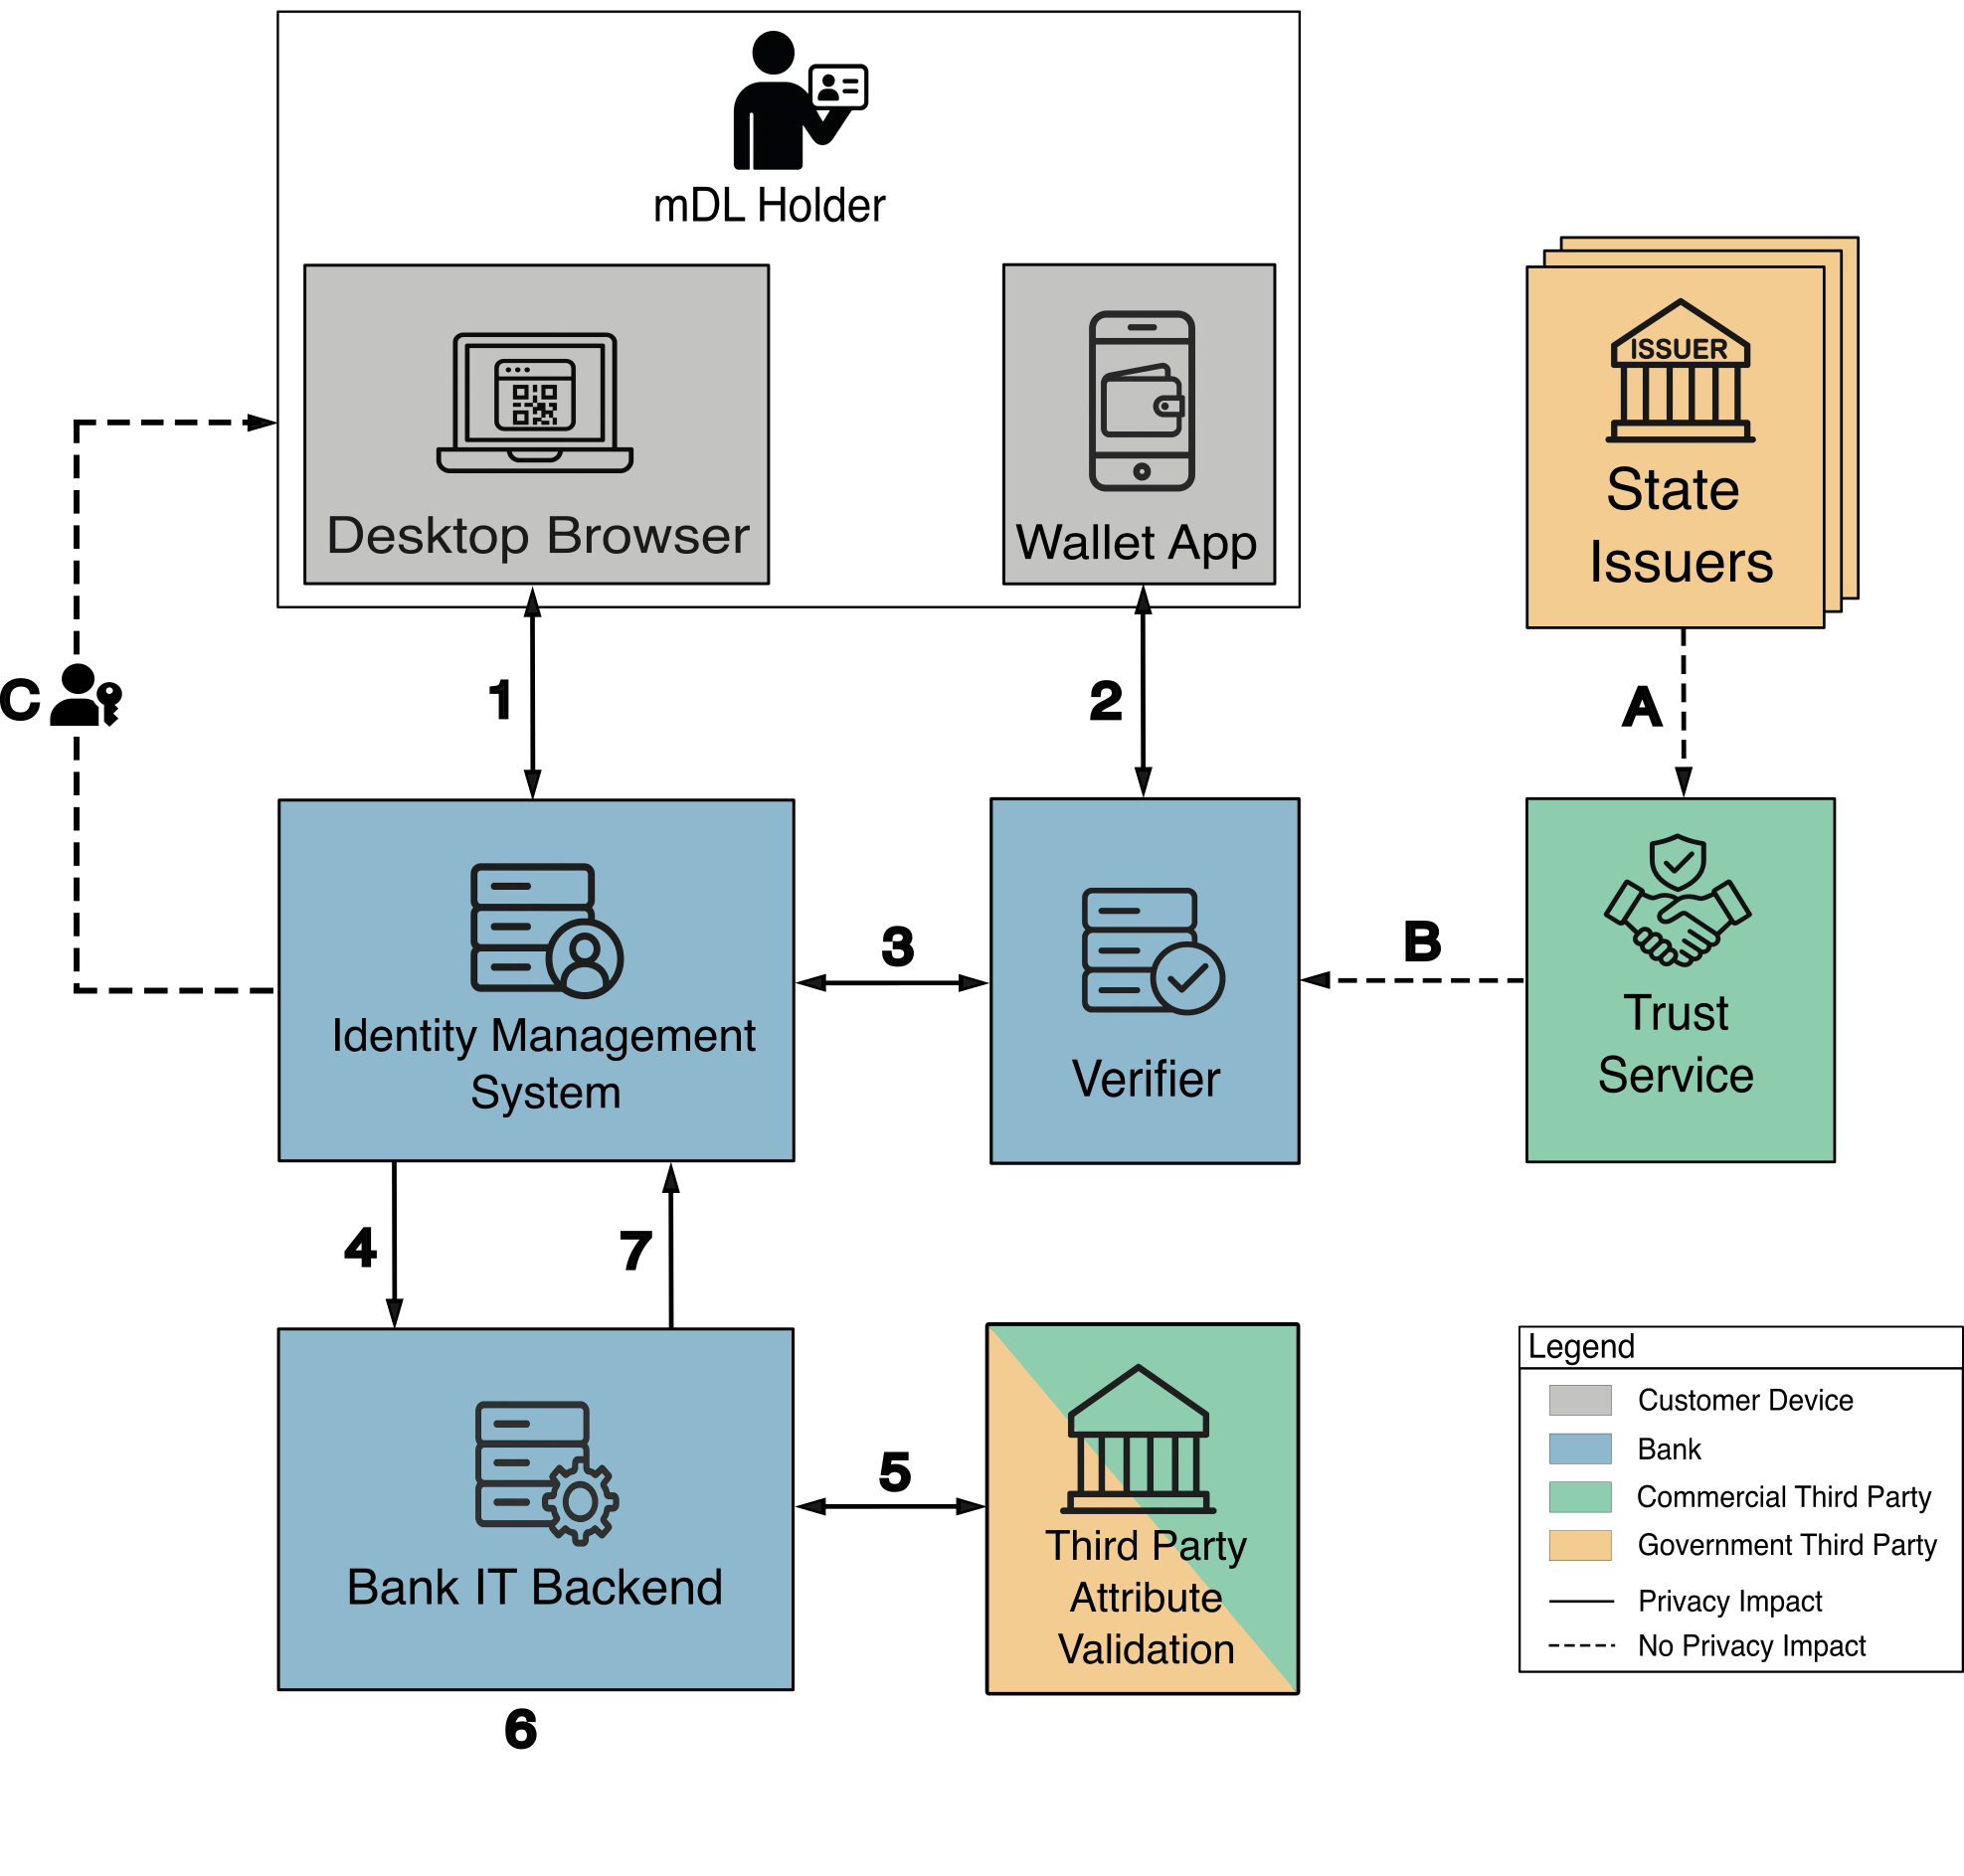 mDL Holder
Desktop Browser
Wallet App
ISSUER
State
Issuers
C
1
2
A
Identity Management
System
3
Verifier
B
Trust
Service
4
7
Bank IT Backend
5
Third Party
Attribute
Validation
6
Legend
Customer Device
Bank
Commercial Third Party
Government Third Party
Privacy Impact
No Privacy Impact